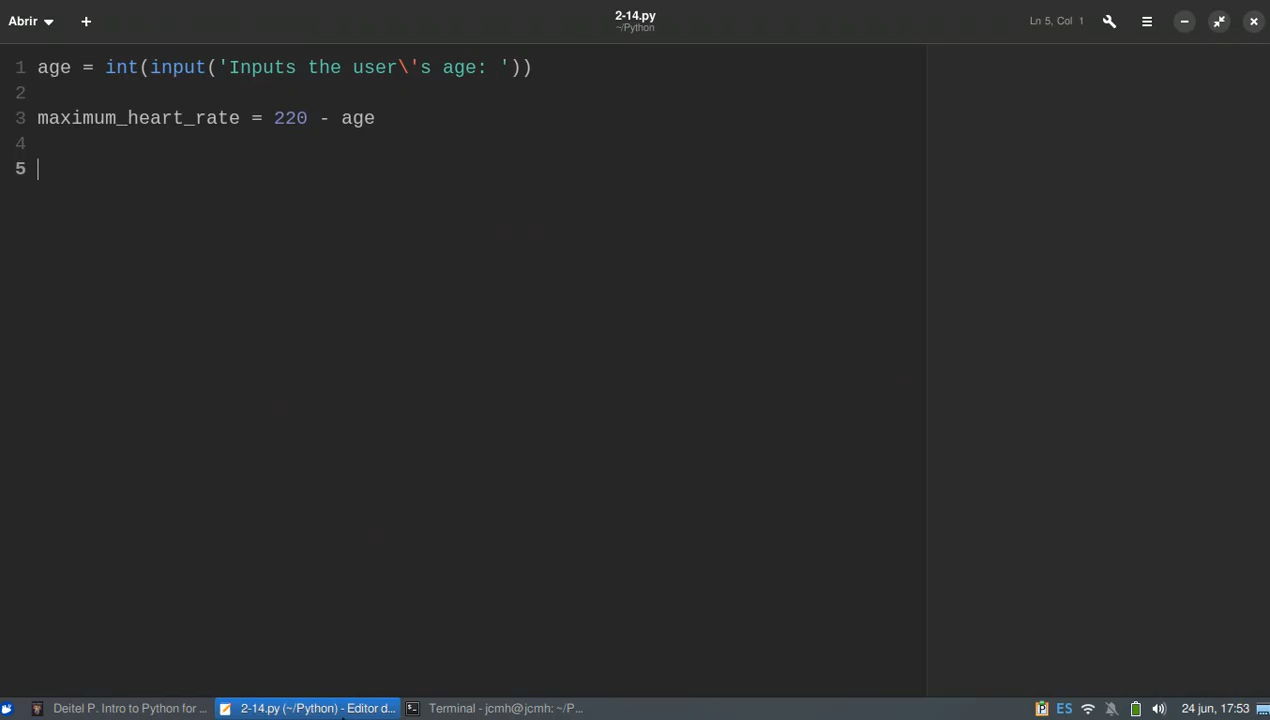 Abrir
2-14.py
~/Python
Ln 5, Col 1
1 age = int(input('Inputs the user\'s age: '))
2
3 maximum_heart_rate = 220 - age
4
5
Deitel P. Intro to Python for ...
2-14.py (~/Python) - Editor d...
Terminal - jcmh@jcmh: ~/P...
ES
24 jun, 17:53